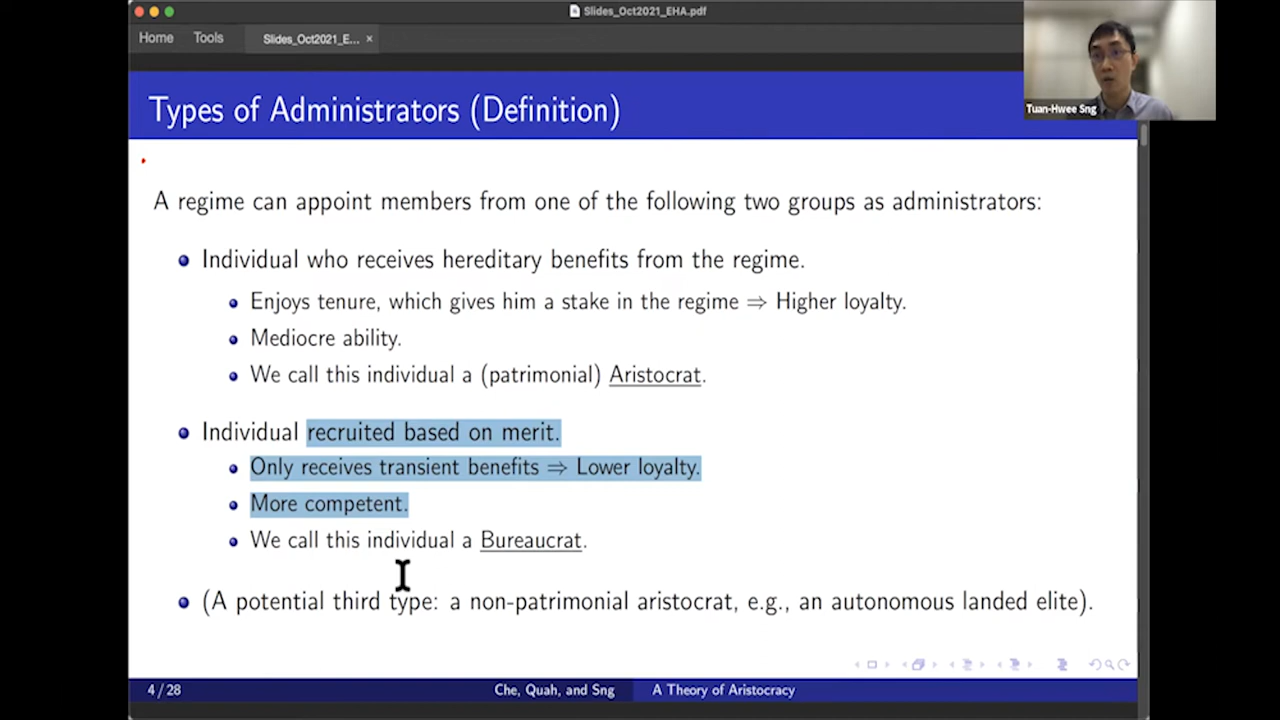 Slides_Oct2021_EHA.pdf
Home Tools Slides_Oct2021_E... ×
Tuan-Hwee Sng
Types of Administrators (Definition)
A regime can appoint members from one of the following two groups as administrators:
Individual who receives hereditary benefits from the regime.
Enjoys tenure, which gives him a stake in the regime ⇒ Higher loyalty.
Mediocre ability.
We call this individual a (patrimonial) Aristocrat.
Individual recruited based on merit.
Only receives transient benefits ⇒ Lower loyalty.
More competent.
We call this individual a Bureaucrat.
(A potential third type: a non-patrimonial aristocrat, e.g., an autonomous landed elite).
4 / 28 Che, Quah, and Sng A Theory of Aristocracy